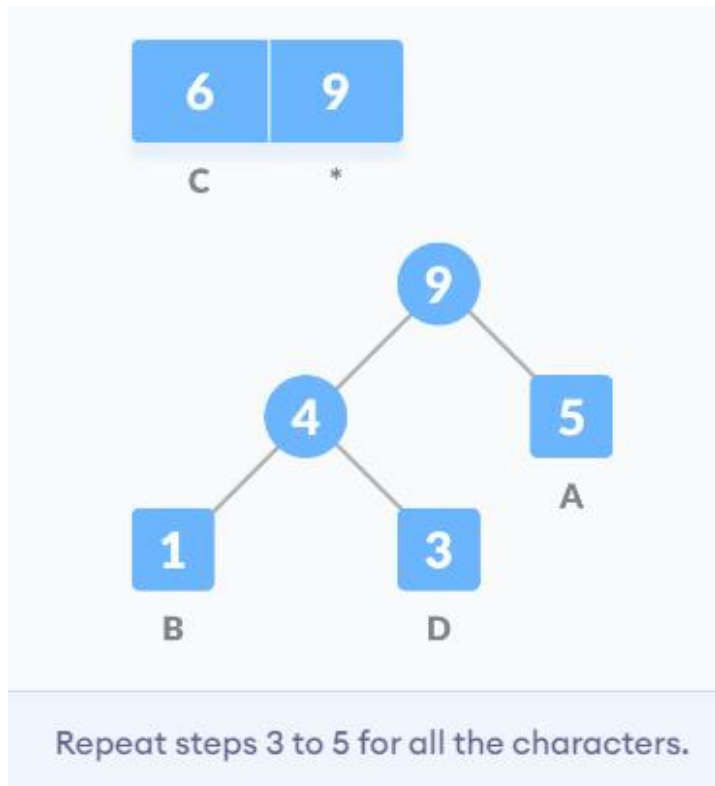 6 9
C *
9
4 5
A
1 3
B D
Repeat steps 3 to 5 for all the characters.